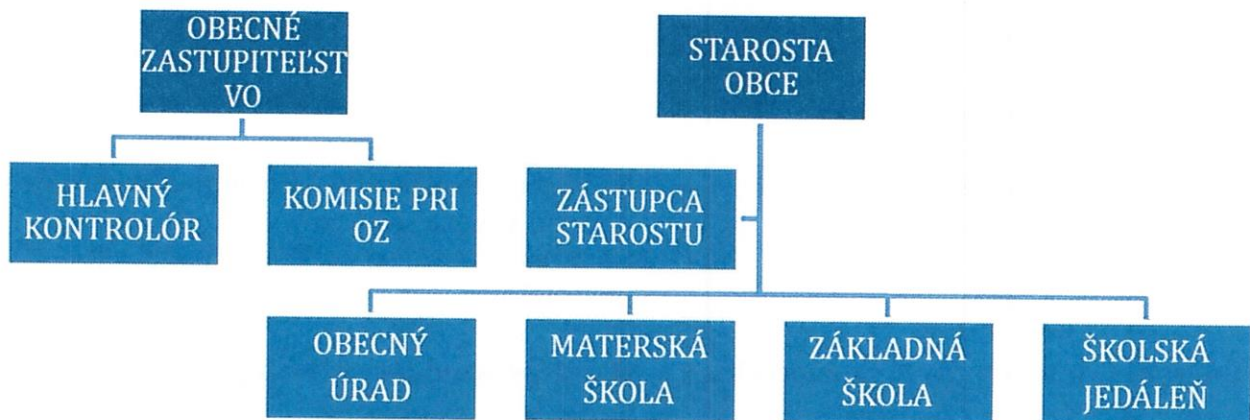 OBECNÉ
ZASTUPITEĽST
VO
STAROSTA
OBCE
HLAVNÝ
KONTROLÓR
KOMISIE PRI
OZ
ZÁSTUPCA
STAROSTU
OBECNÝ
ÚRAD
MATERSKÁ
ŠKOLA
ZÁKLADNÁ
ŠKOLA
ŠKOLSKÁ
JEDÁLEŇ